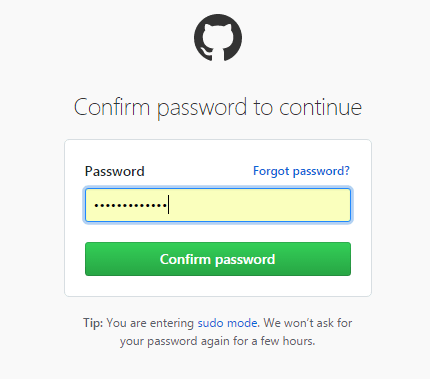 Confirm password to continue
Password Forgot password?
•••••••••••••
Confirm password
Tip: You are entering sudo mode. We won't ask for
your password again for a few hours.